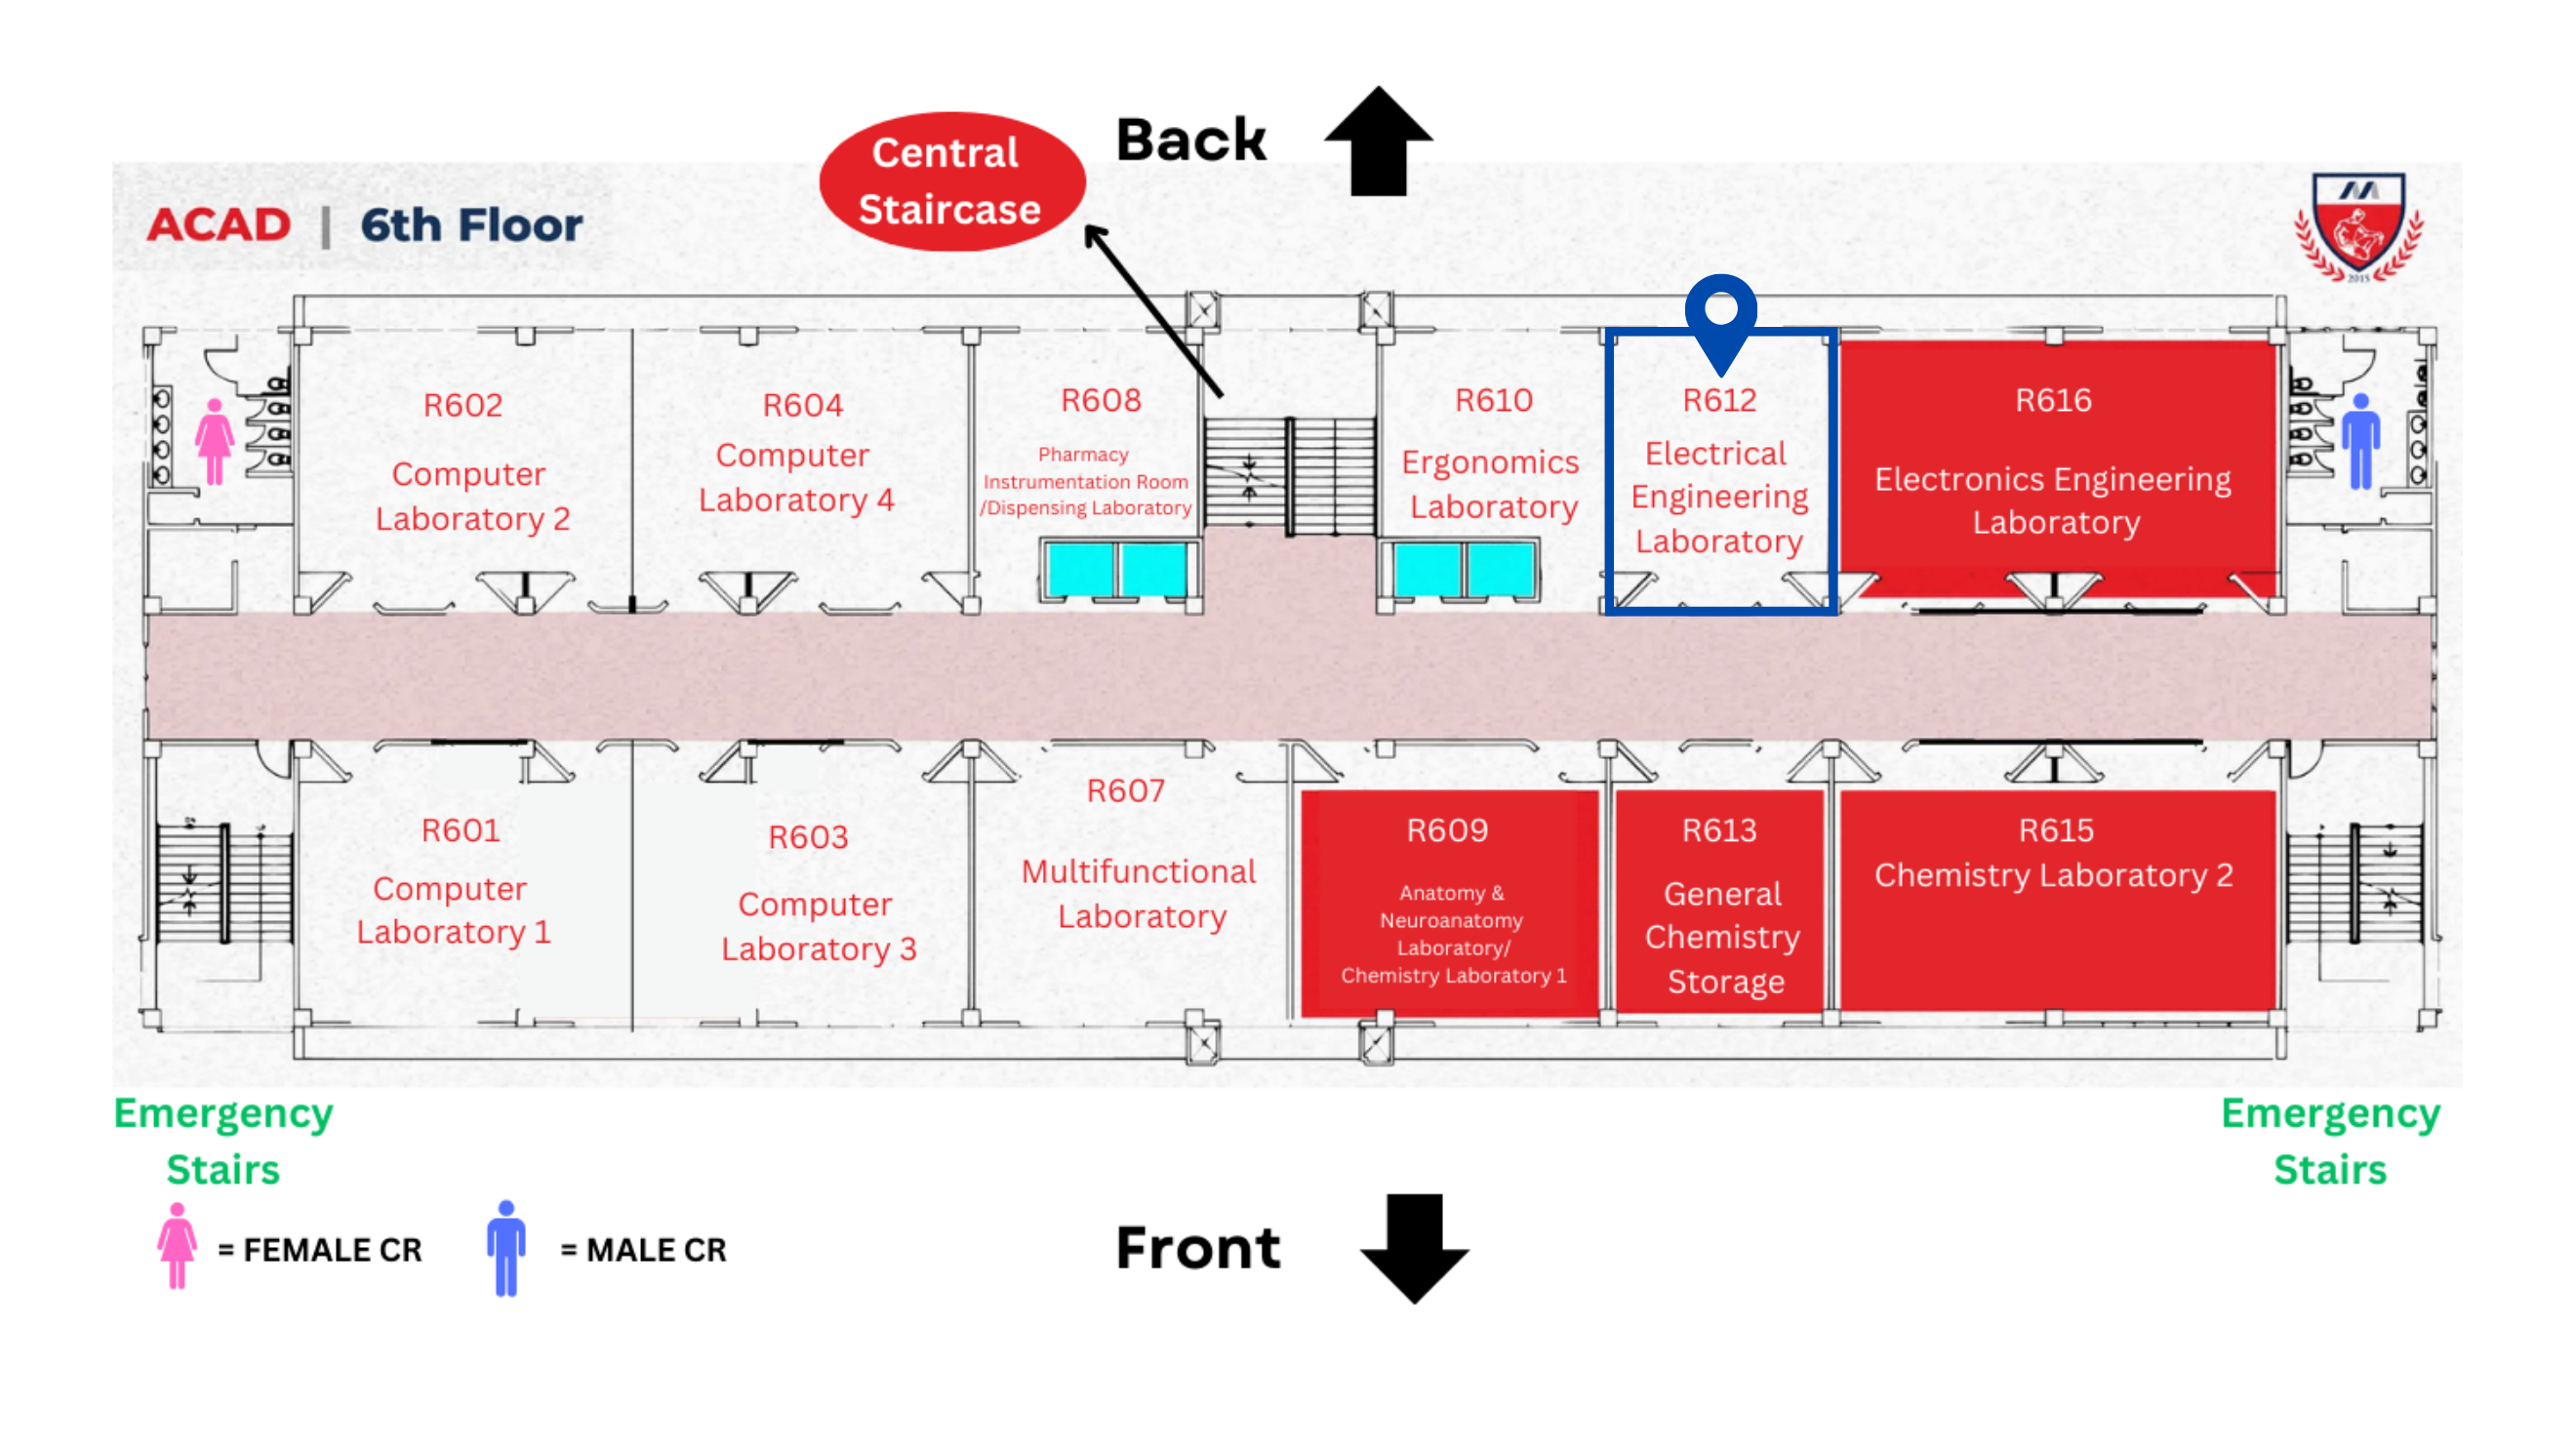 Central
Staircase
Back
ACAD | 6th Floor
2015
R602
Computer
Laboratory 2
R604
Computer
Laboratory 4
R608
Pharmacy
Instrumentation Room
/Dispensing Laboratory
R610
Ergonomics
Laboratory
R612
Electrical
Engineering
Laboratory
R616
Electronics Engineering
Laboratory
R601
Computer
Laboratory 1
R603
Computer
Laboratory 3
R607
Multifunctional
Laboratory
R609
Anatomy &
Neuroanatomy
Laboratory/
Chemistry Laboratory 1
R613
General
Chemistry
Storage
R615
Chemistry Laboratory 2
Emergency
Stairs
Emergency
Stairs
= FEMALE CR
= MALE CR
Front